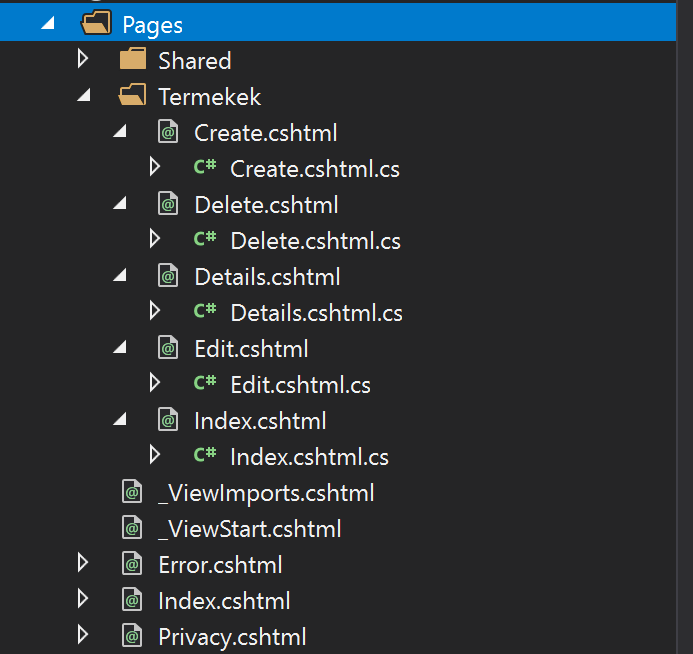 Pages
Shared
Termekek
Create.cshtml
C# Create.cshtml.cs
Delete.cshtml
C# Delete.cshtml.cs
Details.cshtml
C# Details.cshtml.cs
Edit.cshtml
C# Edit.cshtml.cs
Index.cshtml
C# Index.cshtml.cs
_ViewImports.cshtml
_ViewStart.cshtml
Error.cshtml
Index.cshtml
Privacy.cshtml